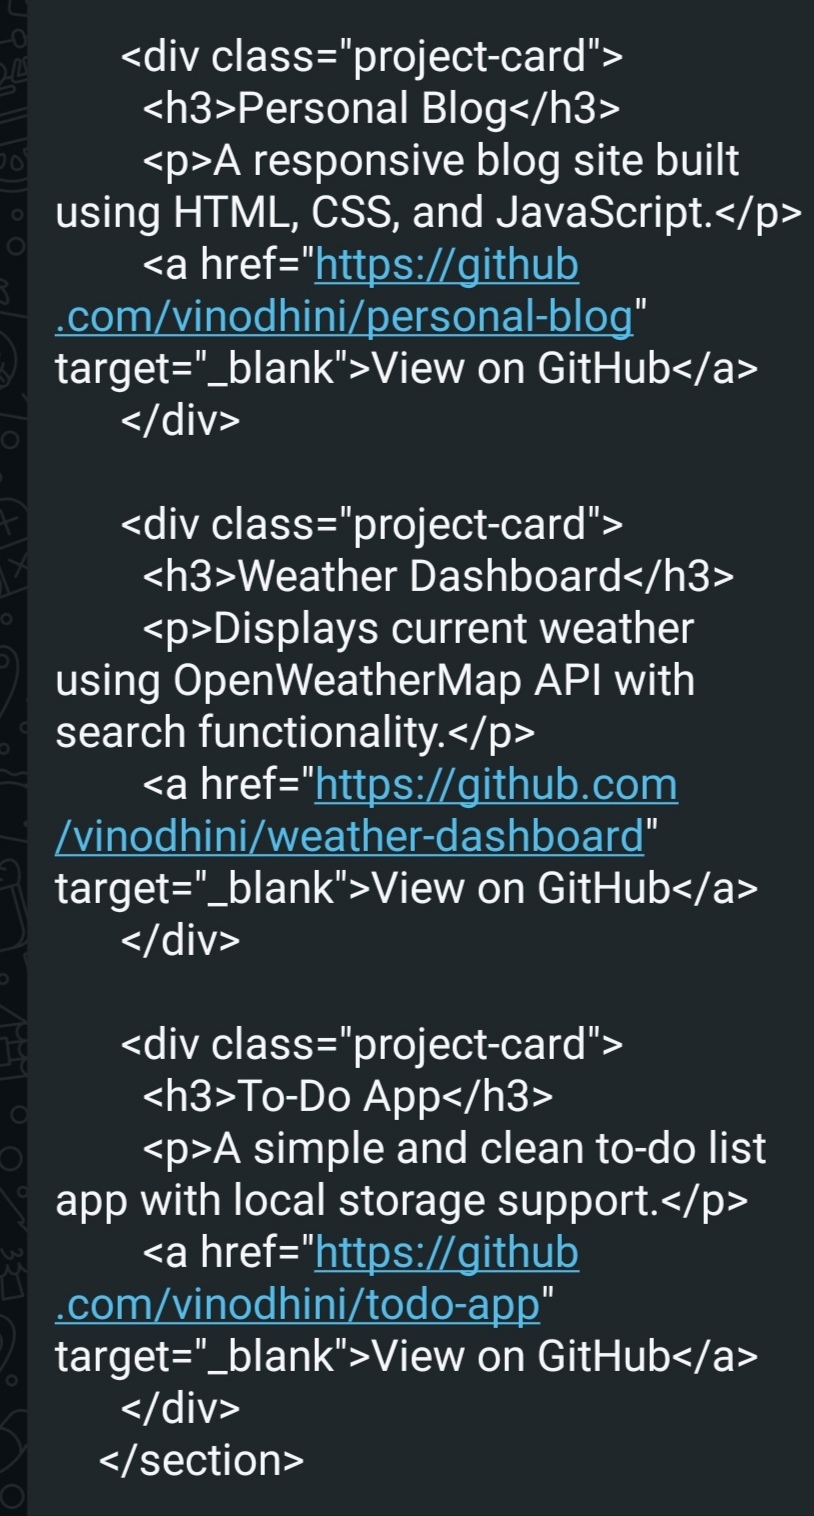 <div class="project-card">
<h3>Personal Blog</h3>
<p>A responsive blog site built
using HTML, CSS, and JavaScript.</p>
<a href="https://github
.com/vinodhini/personal-blog"
target="_blank">View on GitHub</a>
</div>
<div class="project-card">
<h3>Weather Dashboard</h3>
<p>Displays current weather
using OpenWeatherMap API with
search functionality.</p>
<a href="https://github.com
/vinodhini/weather-dashboard"
target="_blank">View on GitHub</a>
</div>
<div class="project-card">
<h3>To-Do App</h3>
<p>A simple and clean to-do list
app with local storage support.</p>
<a href="https://github
.com/vinodhini/todo-app"
target="_blank">View on GitHub</a>
</div>
</section>